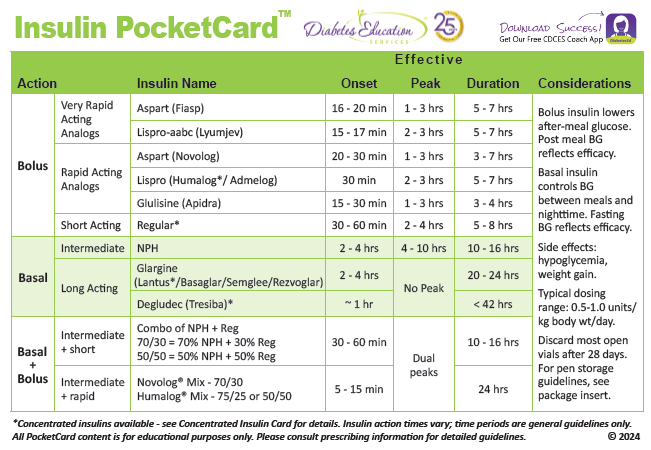 Insulin PocketCard™
Diabetes Education
SERVICES
25
DOWNLOAD SUCCESS!
Get Our Free CDCES Coach App
DiabetesEd
Effective
Action Insulin Name Onset Peak Duration Considerations
Bolus
Very Rapid
Acting
Analogs
Aspart (Fiasp) 16 - 20 min 1 - 3 hrs 5 - 7 hrs
Lispro-aabc (Lyumjev) 15 - 17 min 2 - 3 hrs 5 - 7 hrs
Rapid Acting
Analogs
Aspart (Novolog) 20 - 30 min 1 - 3 hrs 3 - 7 hrs
Lispro (Humalog*/ Admelog) 30 min 2 - 3 hrs 5 - 7 hrs
Glulisine (Apidra) 15 - 30 min 1 - 3 hrs 3 - 4 hrs
Short Acting Regular* 30 - 60 min 2 - 4 hrs 5 - 8 hrs
Basal
Intermediate NPH 2 - 4 hrs 4 - 10 hrs 10 - 16 hrs
Long Acting
Glargine
(Lantus*/Basaglar/Semglee/Rezvoglar) 2 - 4 hrs No Peak 20 - 24 hrs
Degludec (Tresiba)* ~ 1 hr < 42 hrs
Basal
+
Bolus
Intermediate
+ short
Combo of NPH + Reg
70/30 = 70% NPH + 30% Reg
50/50 = 50% NPH + 50% Reg
30 - 60 min
Dual
peaks
10 - 16 hrs
Intermediate
+ rapid
Novolog® Mix - 70/30
Humalog® Mix - 75/25 or 50/50
5 - 15 min
24 hrs
Bolus insulin lowers
after-meal glucose.
Post meal BG
reflects efficacy.
Basal insulin
controls BG
between meals and
nighttime. Fasting
BG reflects efficacy.
Side effects:
hypoglycemia,
weight gain.
Typical dosing
range: 0.5-1.0 units/
kg body wt/day.
Discard most open
vials after 28 days.
For pen storage
guidelines, see
package insert.
*Concentrated insulins available - see Concentrated Insulin Card for details. Insulin action times vary; time periods are general guidelines only.
All PocketCard content is for educational purposes only. Please consult prescribing information for detailed guidelines. © 2024